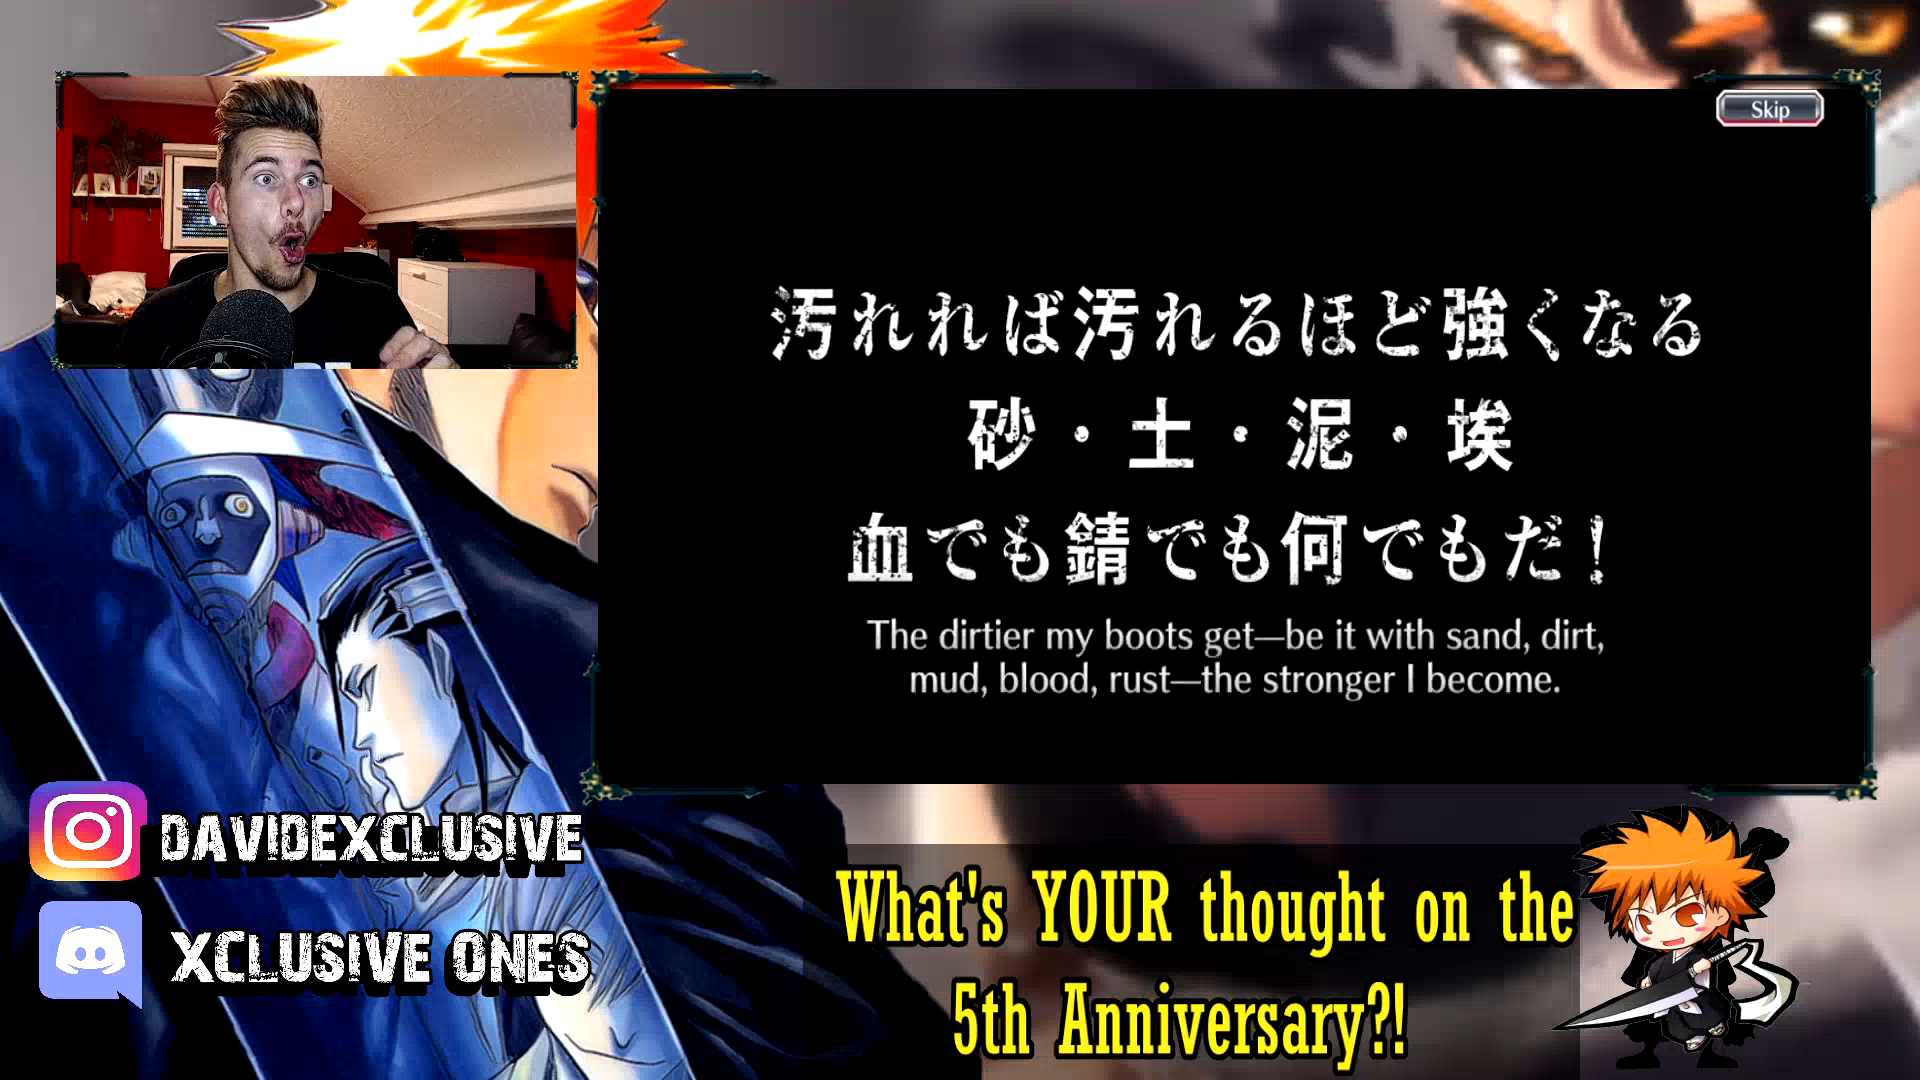 Skip
汚れれば汚れるほど強くなる
砂・土・泥・埃
血でも錆でも何でもだ！
The dirtier my boots get—be it with sand, dirt,
mud, blood, rust—the stronger I become.
DAVIDEXCLUSIVE
XCLUSIVE ONES
What's YOUR thought on the
5th Anniversary?!